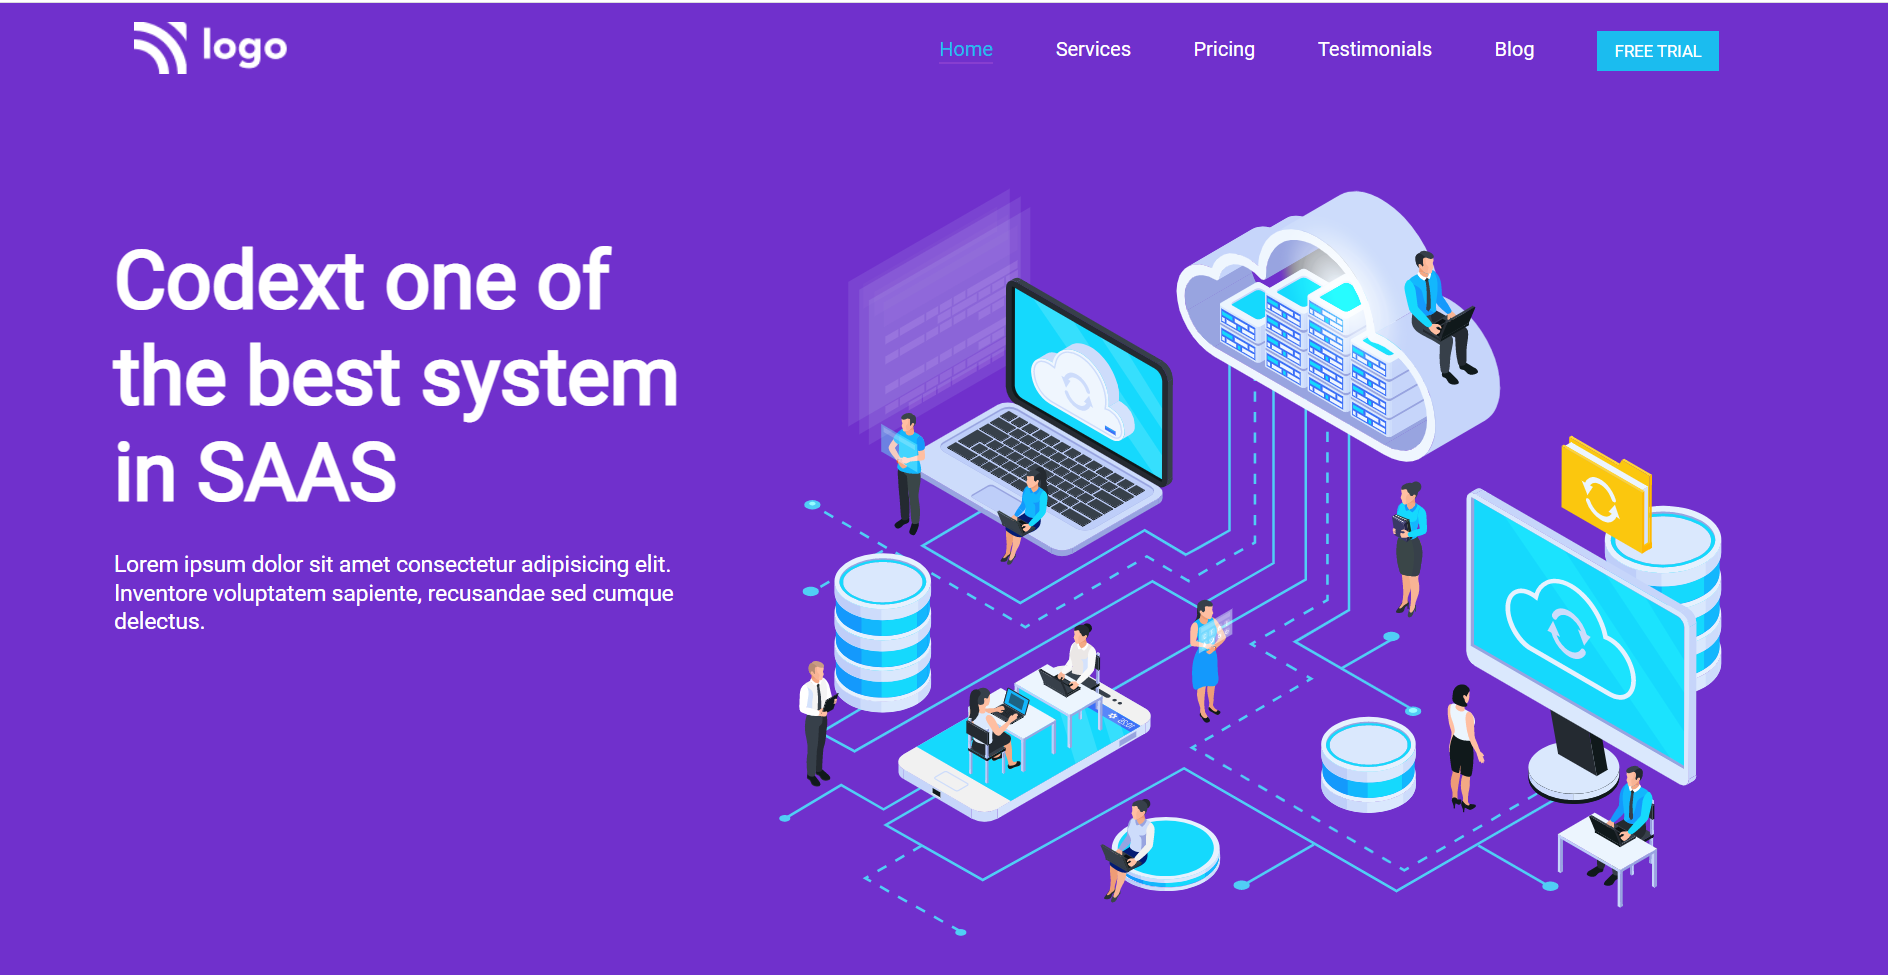 logo
Home Services Pricing Testimonials Blog FREE TRIAL
Codext one of
the best system
in SAAS
Lorem ipsum dolor sit amet consectetur adipisicing elit.
Inventore voluptatem sapiente, recusandae sed cumque
delectus.